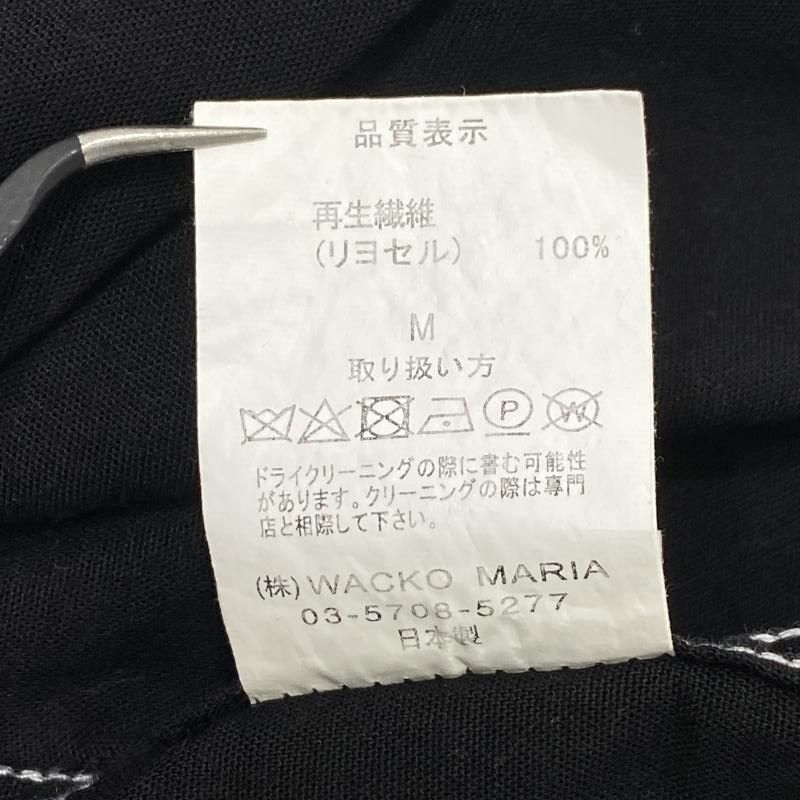 品質表示
再生繊維
(リヨセル) 100%
M
取り扱い方
P W
ドライクリーニングの際に書む可能性
があります。クリーニングの際は専門
店と相際して下さい。
(株)WACKO MARIA
03-5708-5277
日本製